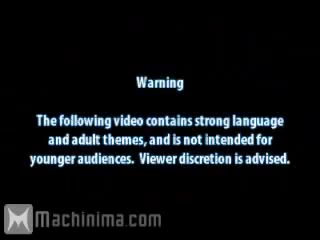 Warning
The following video contains strong language
and adult themes, and is not intended for
younger audiences.  Viewer discretion is advised.
Machinima.com